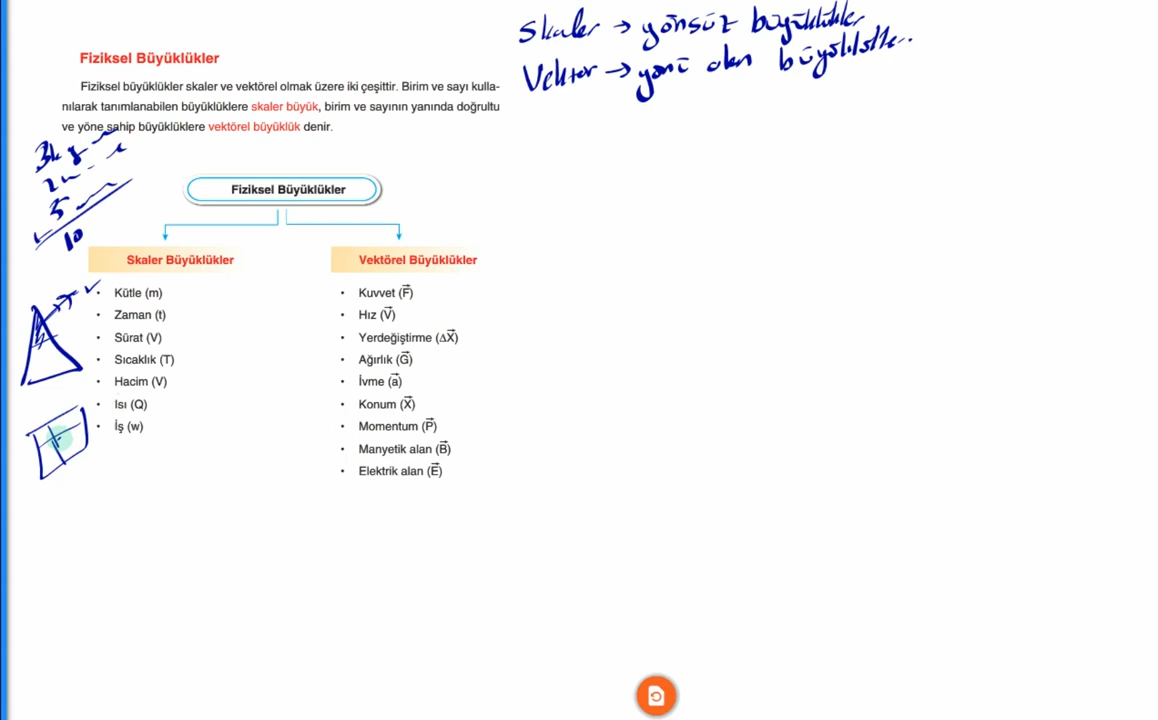 Skaler → yönsüz büyüklükler
Vektör → yönü olan büyüklükler..
Fiziksel Büyüklükler
Fiziksel büyüklükler skaler ve vektörel olmak üzere iki çeşittir. Birim ve sayı kulla-
nılarak tanımlanabilen büyüklüklere skaler büyük, birim ve sayının yanında doğrultu
ve yöne sahip büyüklüklere vektörel büyüklük denir.
5
10
Fiziksel Büyüklükler
Skaler Büyüklükler
• Kütle (m)
• Zaman (t)
• Sürat (V)
• Sıcaklık (T)
• Hacim (V)
• Isı (Q)
• İş (w)
Vektörel Büyüklükler
• Kuvvet (F⃗)
• Hız (V⃗)
• Yerdeğiştirme (ΔX⃗)
• Ağırlık (G⃗)
• İvme (a⃗)
• Konum (X⃗)
• Momentum (P⃗)
• Manyetik alan (B⃗)
• Elektrik alan (E⃗)